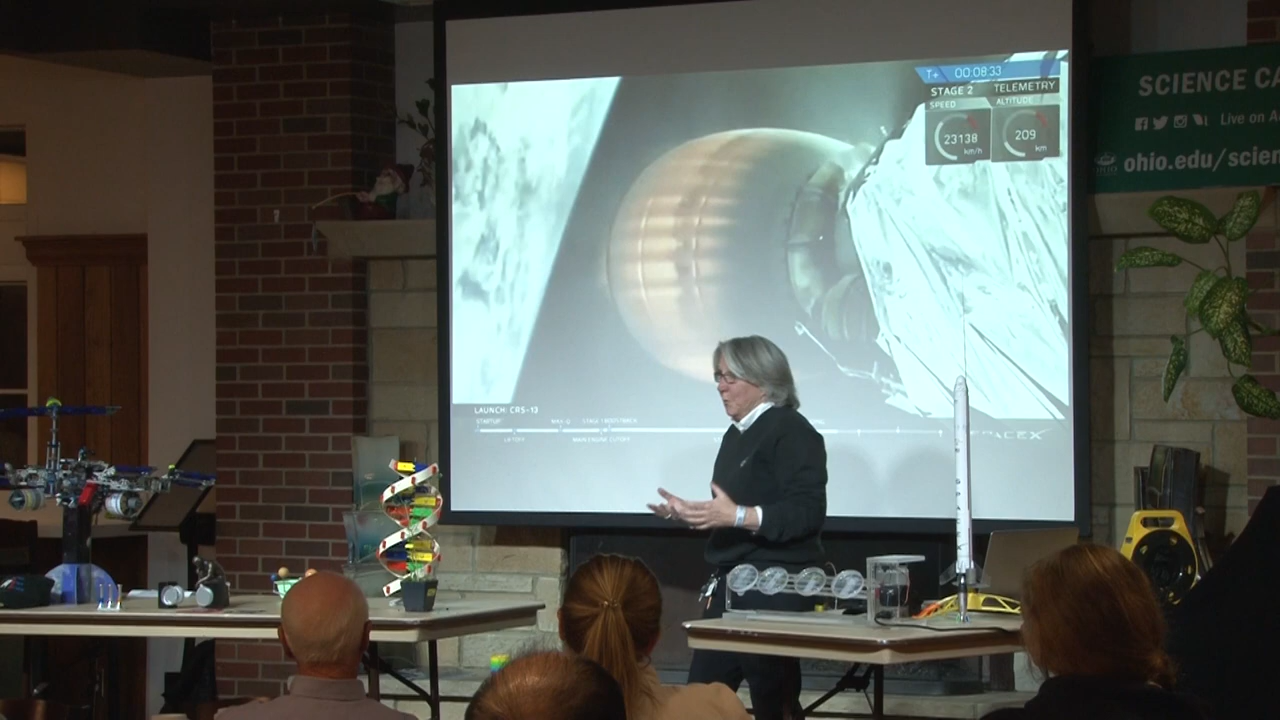 T+ 00:08:33
STAGE 2 TELEMETRY
SPEED ALTITUDE
23138 209
km/h km
SCIENCE CA
Live on A
ohio.edu/scien
LAUNCH: CRS-13
STARTUP MAX-Q
LIFTOFF MAIN ENGINE CUTOFF
SPACEX